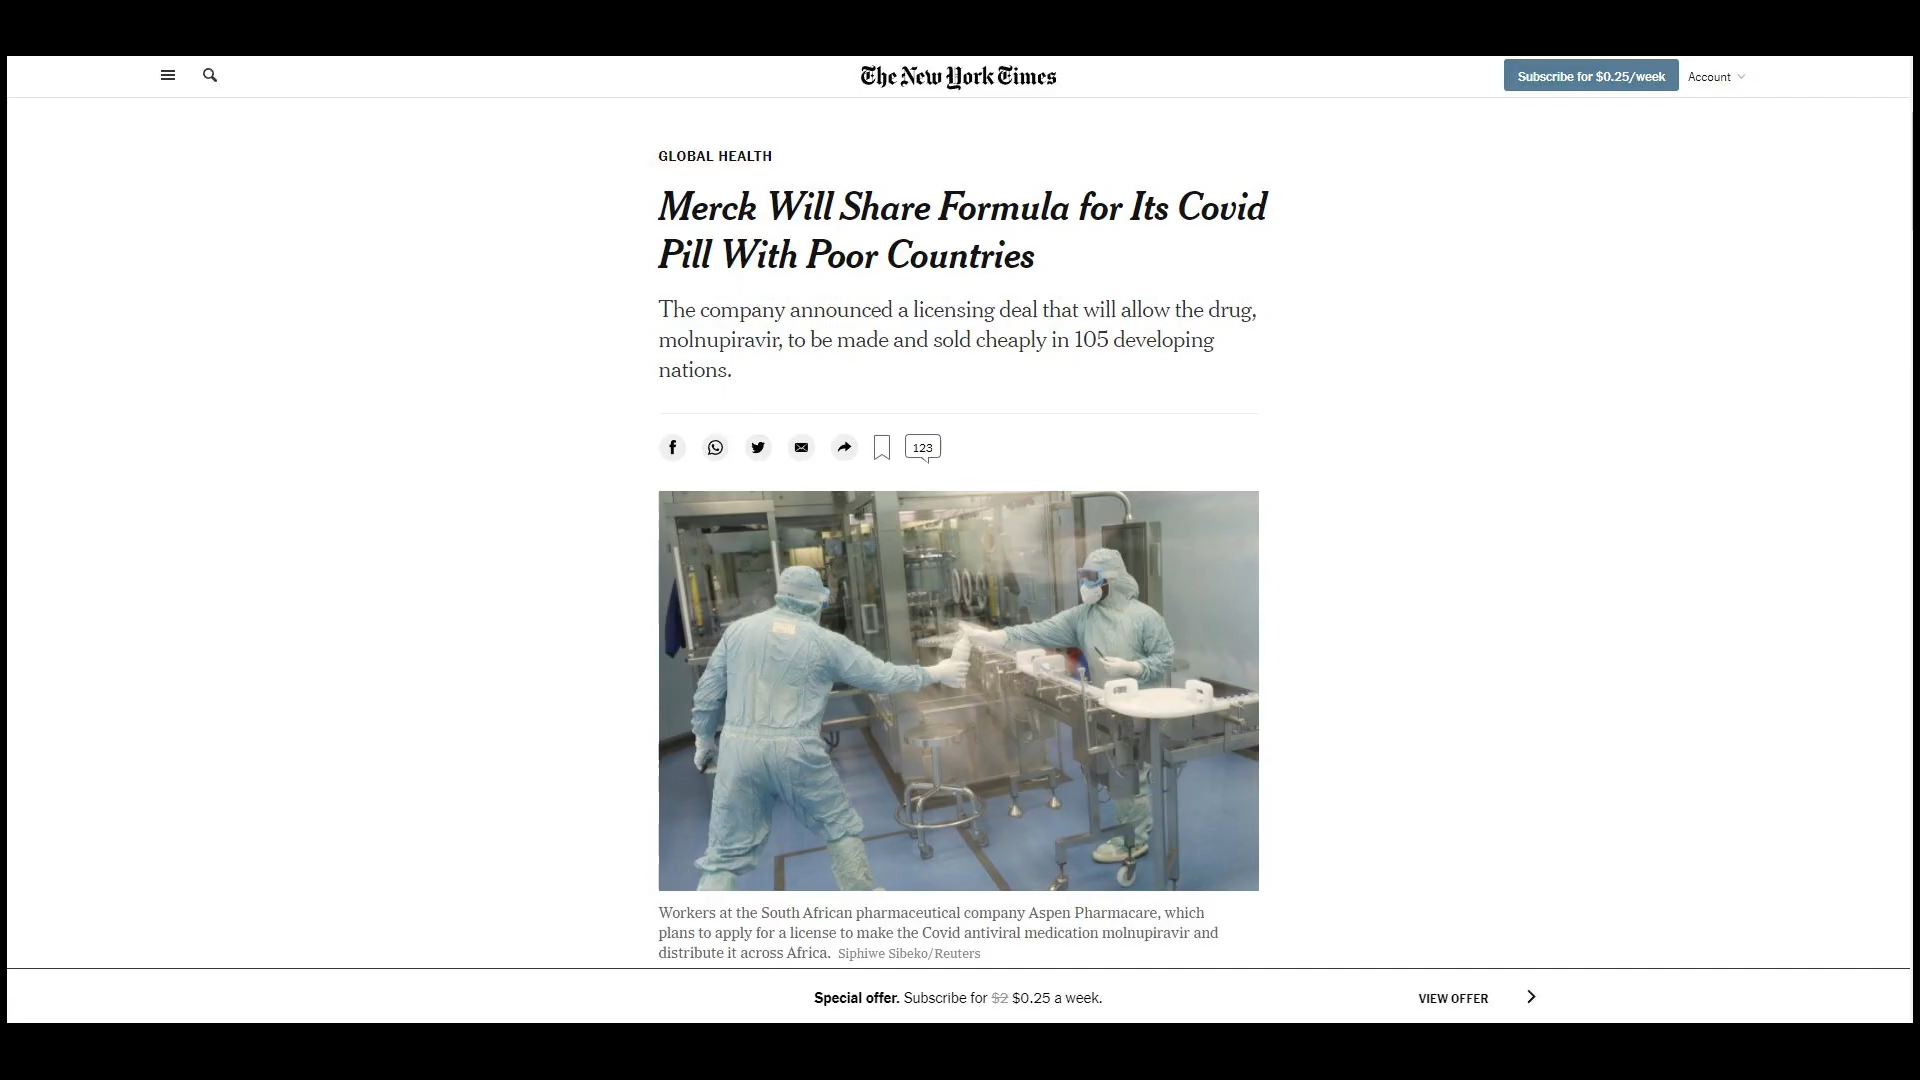 The New York Times
Subscribe for $0.25/week
Account
GLOBAL HEALTH
Merck Will Share Formula for Its Covid
Pill With Poor Countries
The company announced a licensing deal that will allow the drug,
molnupiravir, to be made and sold cheaply in 105 developing
nations.
123
Workers at the South African pharmaceutical company Aspen Pharmacare, which
plans to apply for a license to make the Covid antiviral medication molnupiravir and
distribute it across Africa. Siphiwe Sibeko/Reuters
Special offer. Subscribe for $2 $0.25 a week.
VIEW OFFER